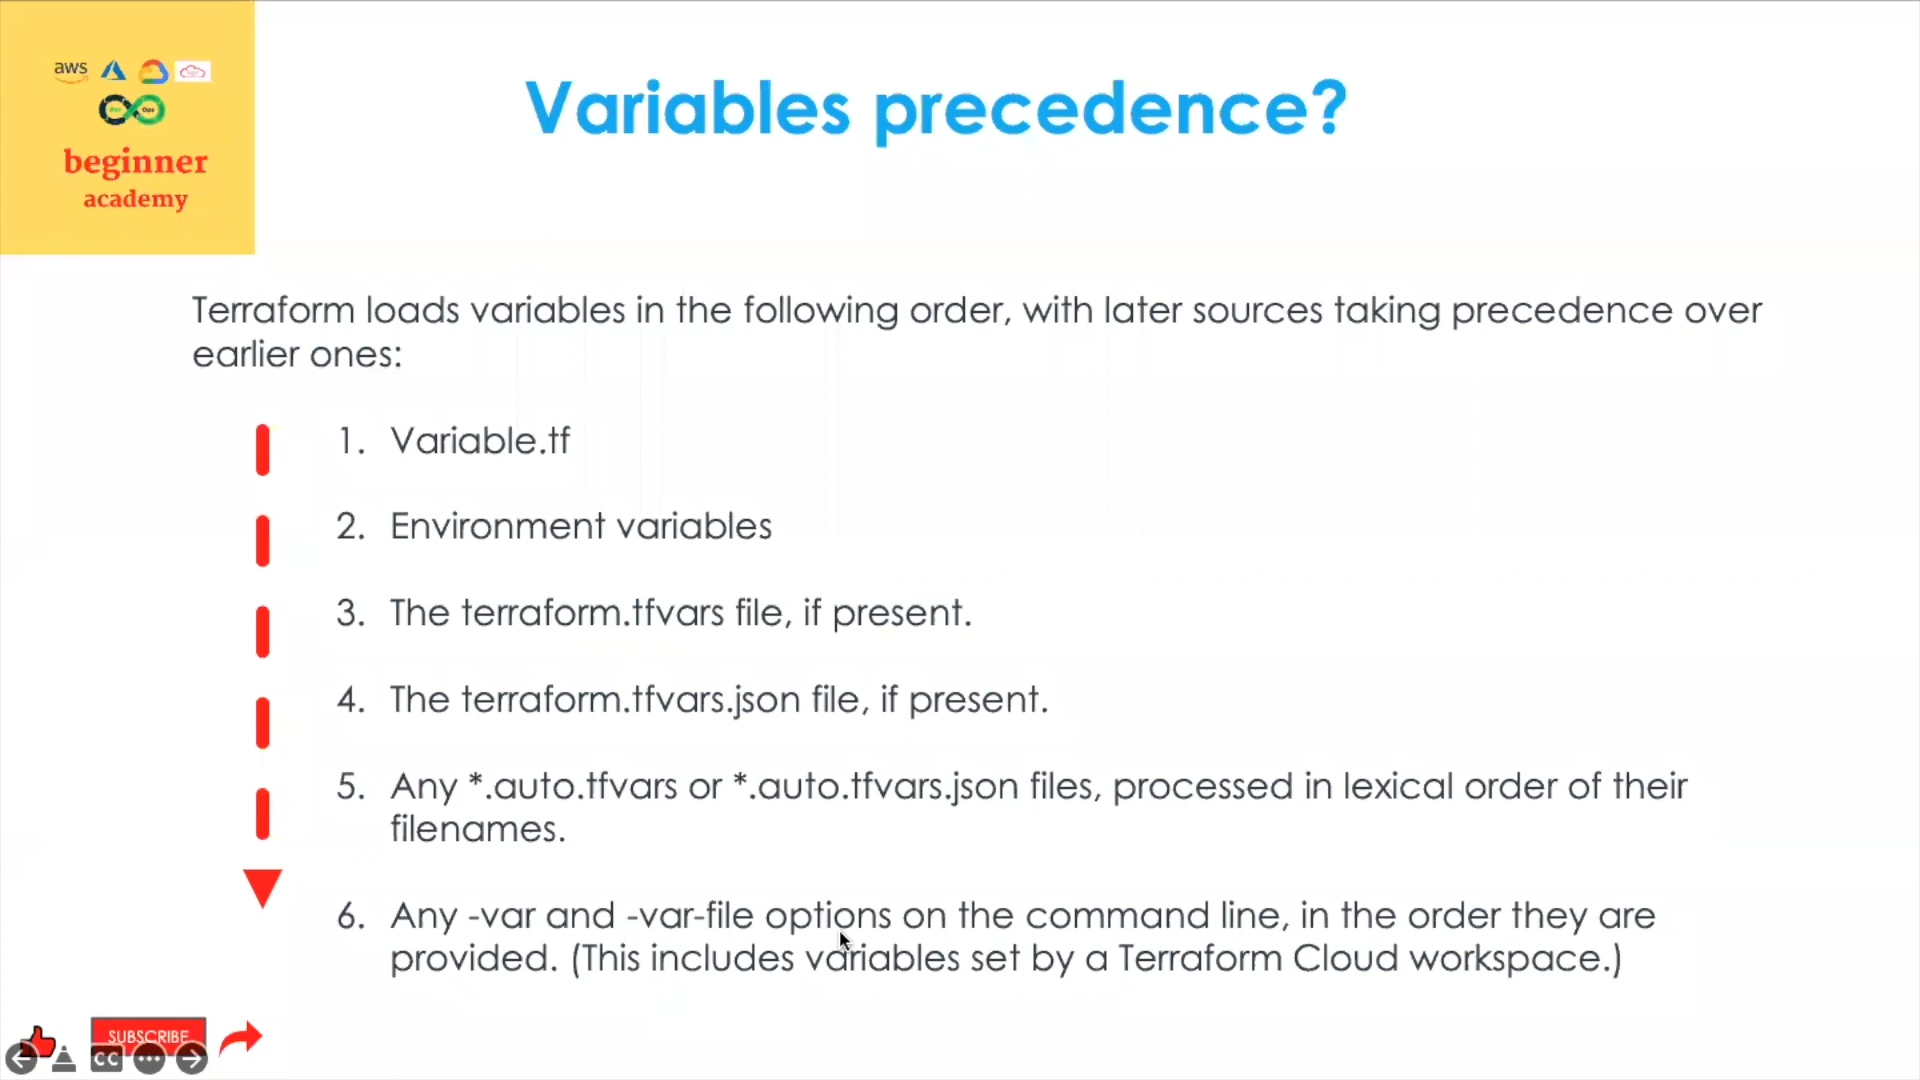 aws
beginner
academy
Variables precedence?
Terraform loads variables in the following order, with later sources taking precedence over
earlier ones:
1. Variable.tf
2. Environment variables
3. The terraform.tfvars file, if present.
4. The terraform.tfvars.json file, if present.
5. Any *.auto.tfvars or *.auto.tfvars.json files, processed in lexical order of their
filenames.
6. Any -var and -var-file options on the command line, in the order they are
provided. (This includes variables set by a Terraform Cloud workspace.)
SUBSCRIBE
CC